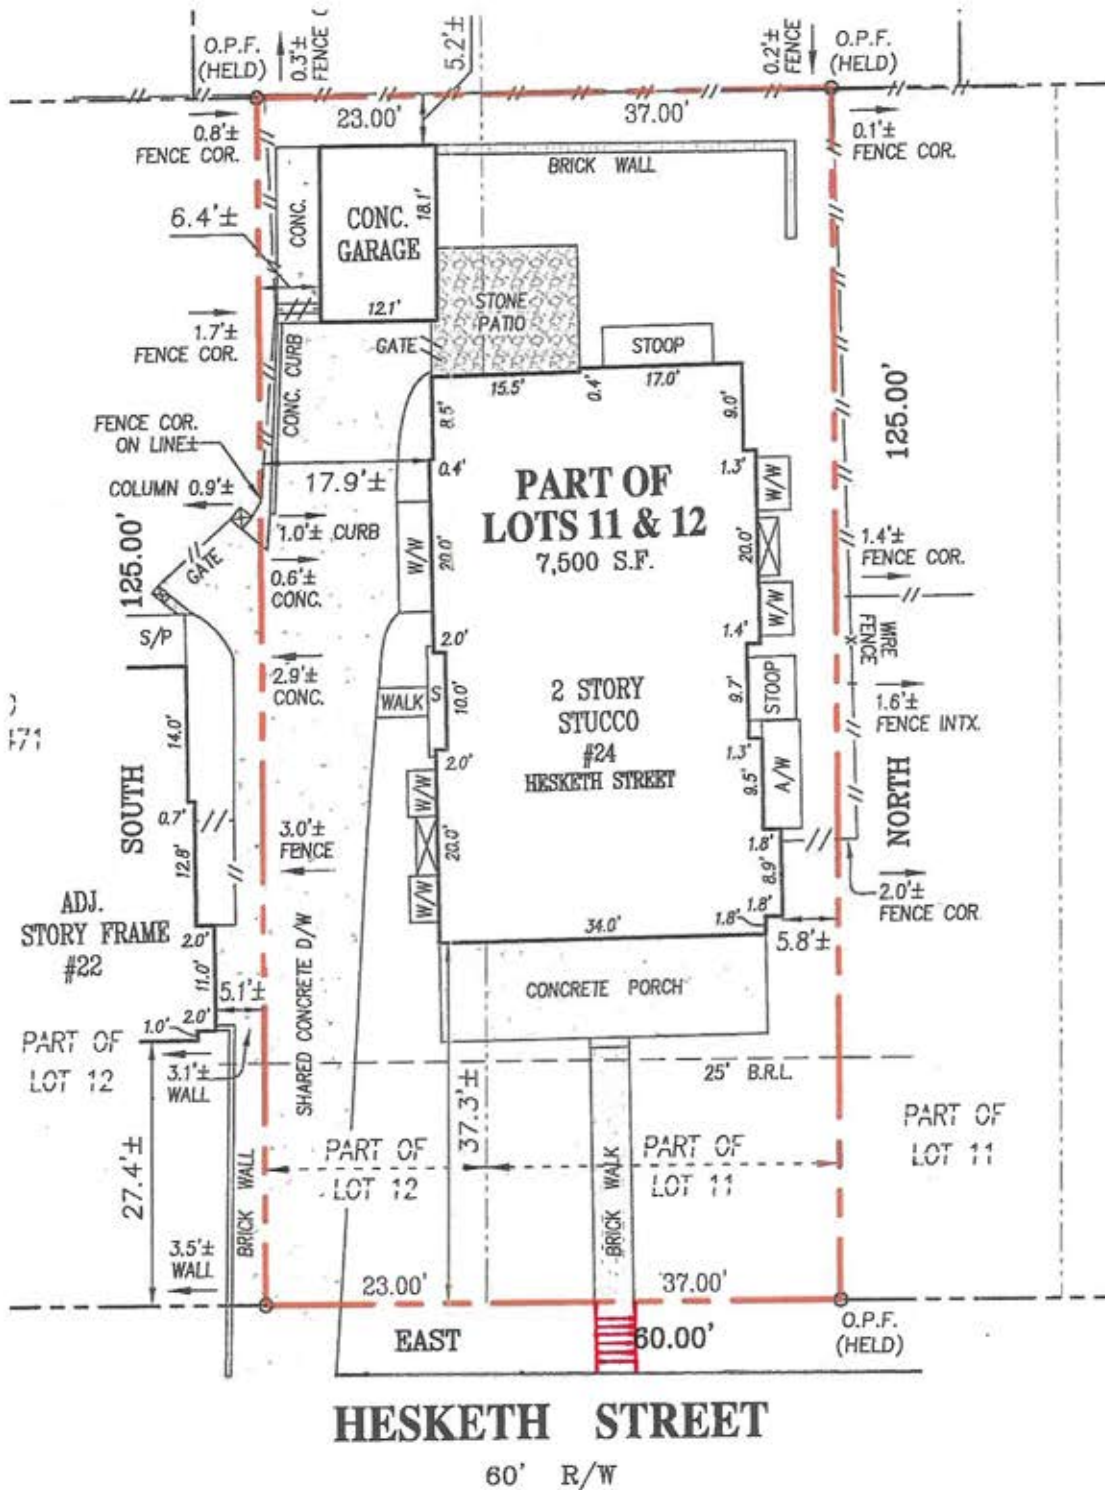 O.P.F.
(HELD)
0.3'±
FENCE
5.2'±
0.2'±
FENCE
O.P.F.
(HELD)
23.00'
37.00'
0.8'±
FENCE COR.
0.1'±
FENCE COR.
BRICK WALL
CONC.
CONC.
GARAGE
18.1'
12.1'
6.4'±
STONE
PATIO
1.7'±
FENCE COR.
CONC. CURB
GATE
STOOP
15.5'
0.4'
17.0'
8.5'
9.0'
125.00'
FENCE COR.
ON LINE±
0.4'
1.3'
W/W
17.9'±
PART OF
LOTS 11 & 12
7,500 S.F.
COLUMN 0.9'±
1.0'± CURB
W/W
20.0'
20.0'
1.4'±
FENCE COR.
125.00'
GATE
0.6'±
CONC.
W/W
1.4'
S/P
2.0'
WIRE
FENCE
2.9'±
CONC.
WALK
S
10.0'
2 STORY
STUCCO
#24
HESKETH STREET
9.7'
STOOP
1.6'±
FENCE INTX.
471
14.0'
2.0'
1.3'
9.5'
A/W
SOUTH
NORTH
W/W
0.7'
12.8'
3.0'±
FENCE
20.0'
W/W
1.8'
8.9'
2.0'±
FENCE COR.
ADJ.
STORY FRAME
#22
2.0'
11.0'
34.0'
1.8'
1.8'
5.8'±
5.1'±
SHARED CONCRETE D/W
CONCRETE PORCH
1.0'
2.0'
PART OF
LOT 12
3.1'±
WALL
25' B.R.L.
27.4'±
37.3'±
PART OF
LOT 12
PART OF
LOT 11
PART OF
LOT 11
BRICK WALL
BRICK WALK
3.5'±
WALL
23.00'
37.00'
EAST
60.00'
O.P.F.
(HELD)
HESKETH STREET
60' R/W